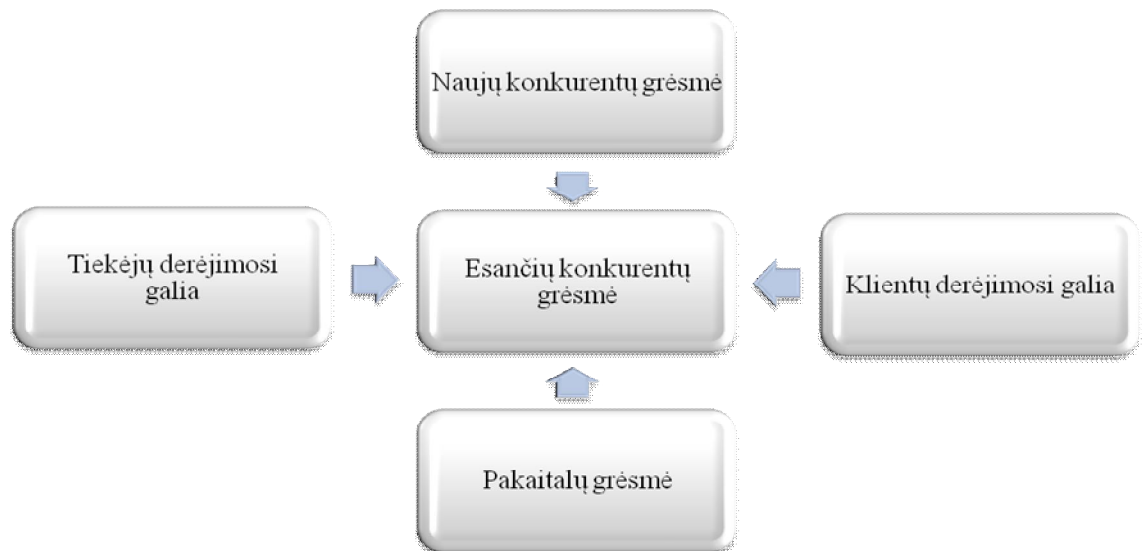 Naujų konkurentų grėsmė
Tiekėjų derėjimosi
galia
Esančių konkurentų
grėsmė
Klientų derėjimosi galia
Pakaitalų grėsmė